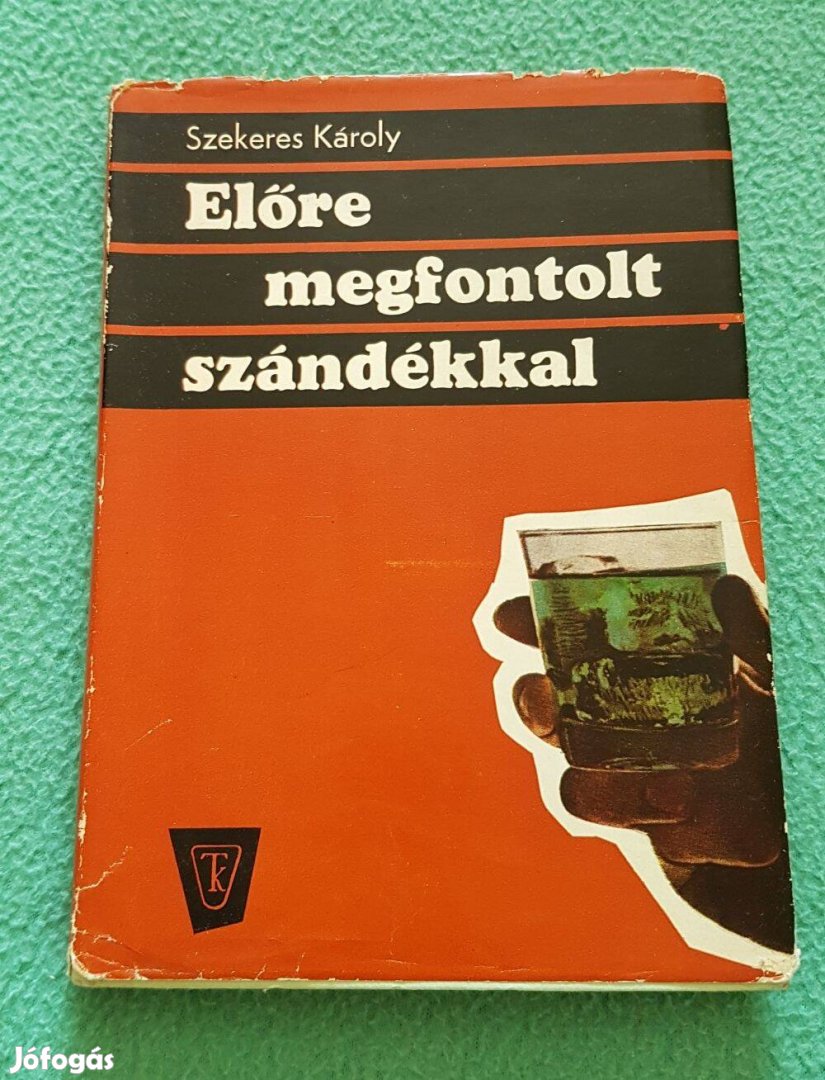 Szekeres Károly
Előre
megfontolt
szándékkal
TK
Jófogás